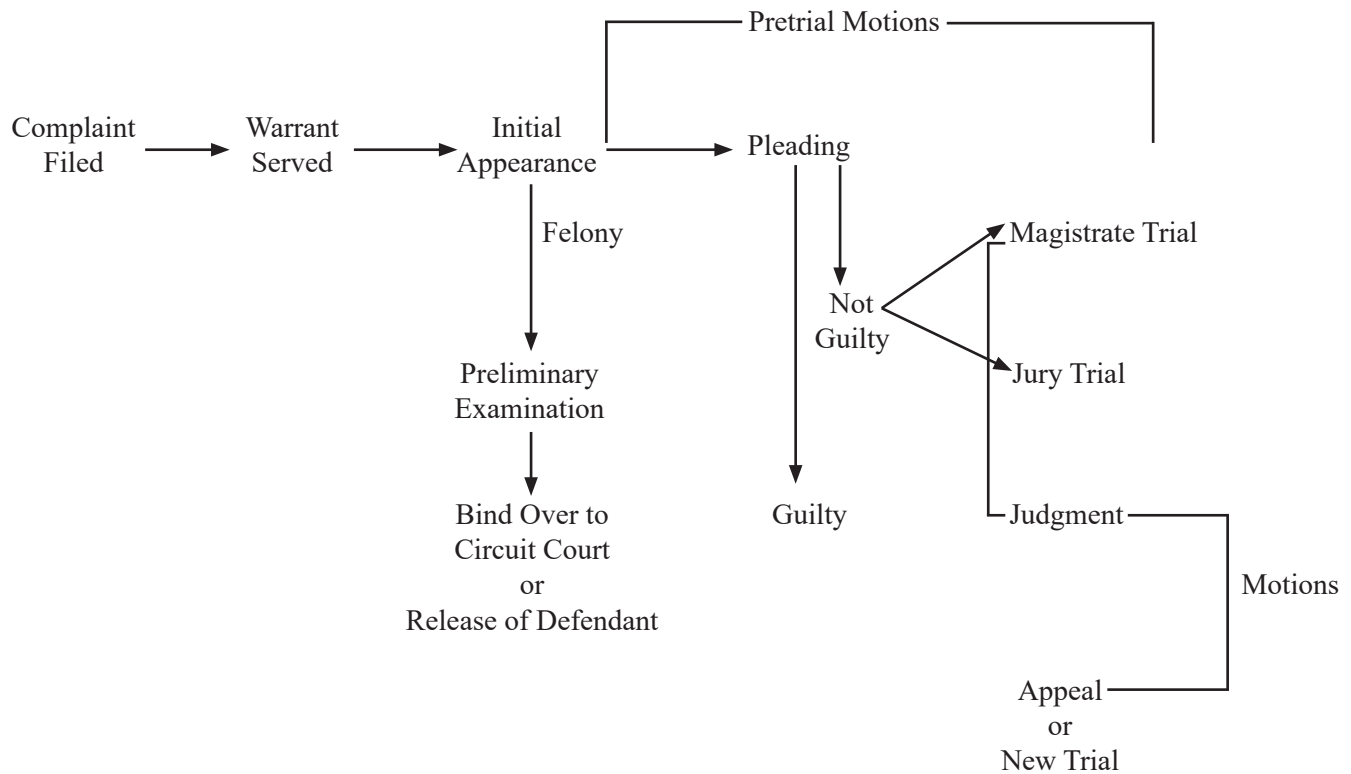 Pretrial Motions
Complaint
Filed
Warrant
Served
Initial
Appearance
Pleading
Felony
Magistrate Trial
Not
Guilty
Jury Trial
Preliminary
Examination
Bind Over to
Circuit Court
or
Release of Defendant
Guilty
Judgment
Motions
Appeal
or
New Trial